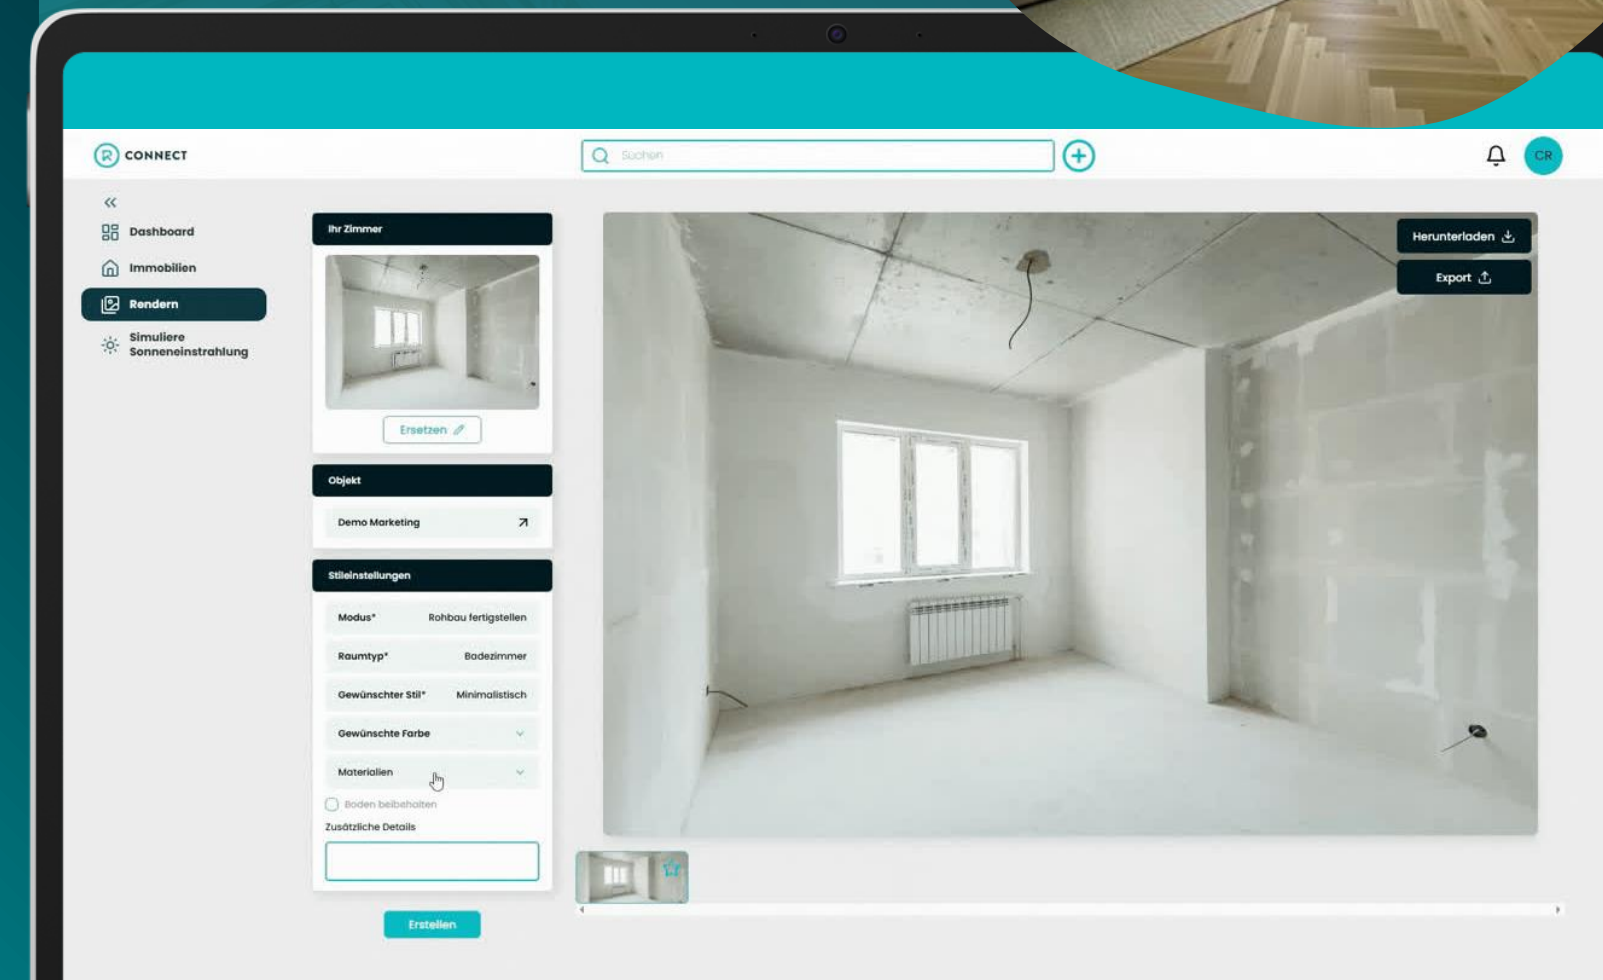 CONNECT
Suchen
CR
Dashboard
Immobilien
Rendern
Simuliere
Sonneneinstrahlung
Ihr Zimmer
Ersetzen
Objekt
Demo Marketing
Stileinstellungen
Modus* Rohbau fertigstellen
Raumtyp* Badezimmer
Gewünschter Stil* Minimalistisch
Gewünschte Farbe
Materialien
Boden beibehalten
Zusätzliche Details
Erstellen
Herunterladen
Export